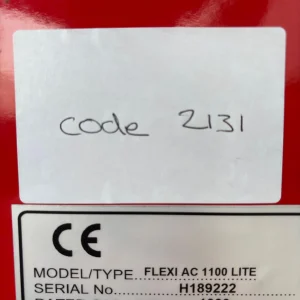 code 2131
CE
MODEL/TYPE FLEXI AC 1100 LITE
SERIAL No H189222